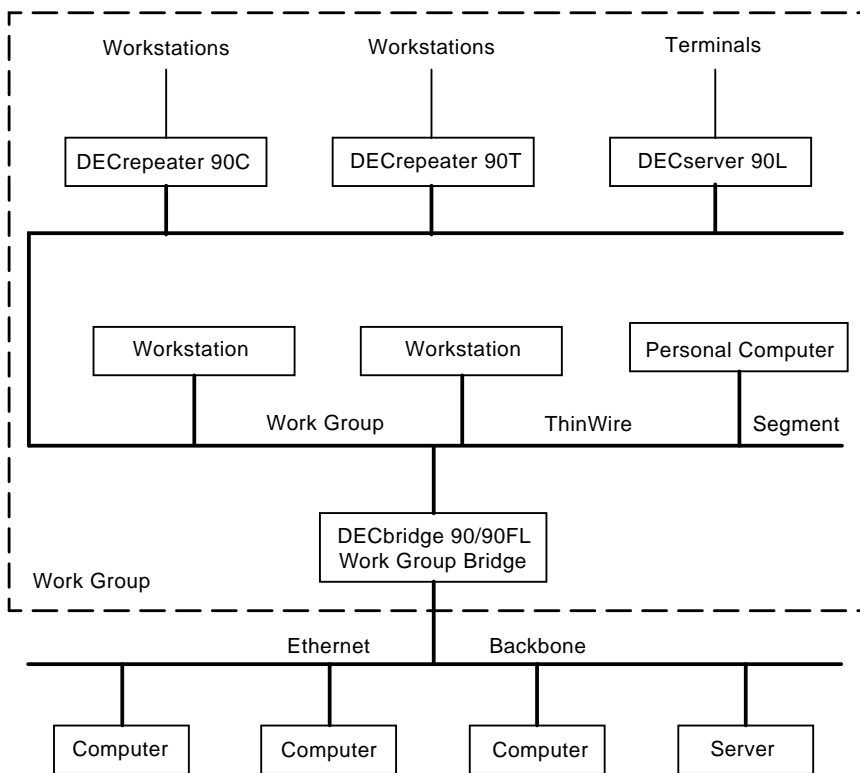 Workstations Workstations Terminals
DECrepeater 90C DECrepeater 90T DECserver 90L
Workstation Workstation Personal Computer
Work Group ThinWire Segment
DECbridge 90/90FL
Work Group Bridge
Work Group
Ethernet Backbone
Computer Computer Computer Server